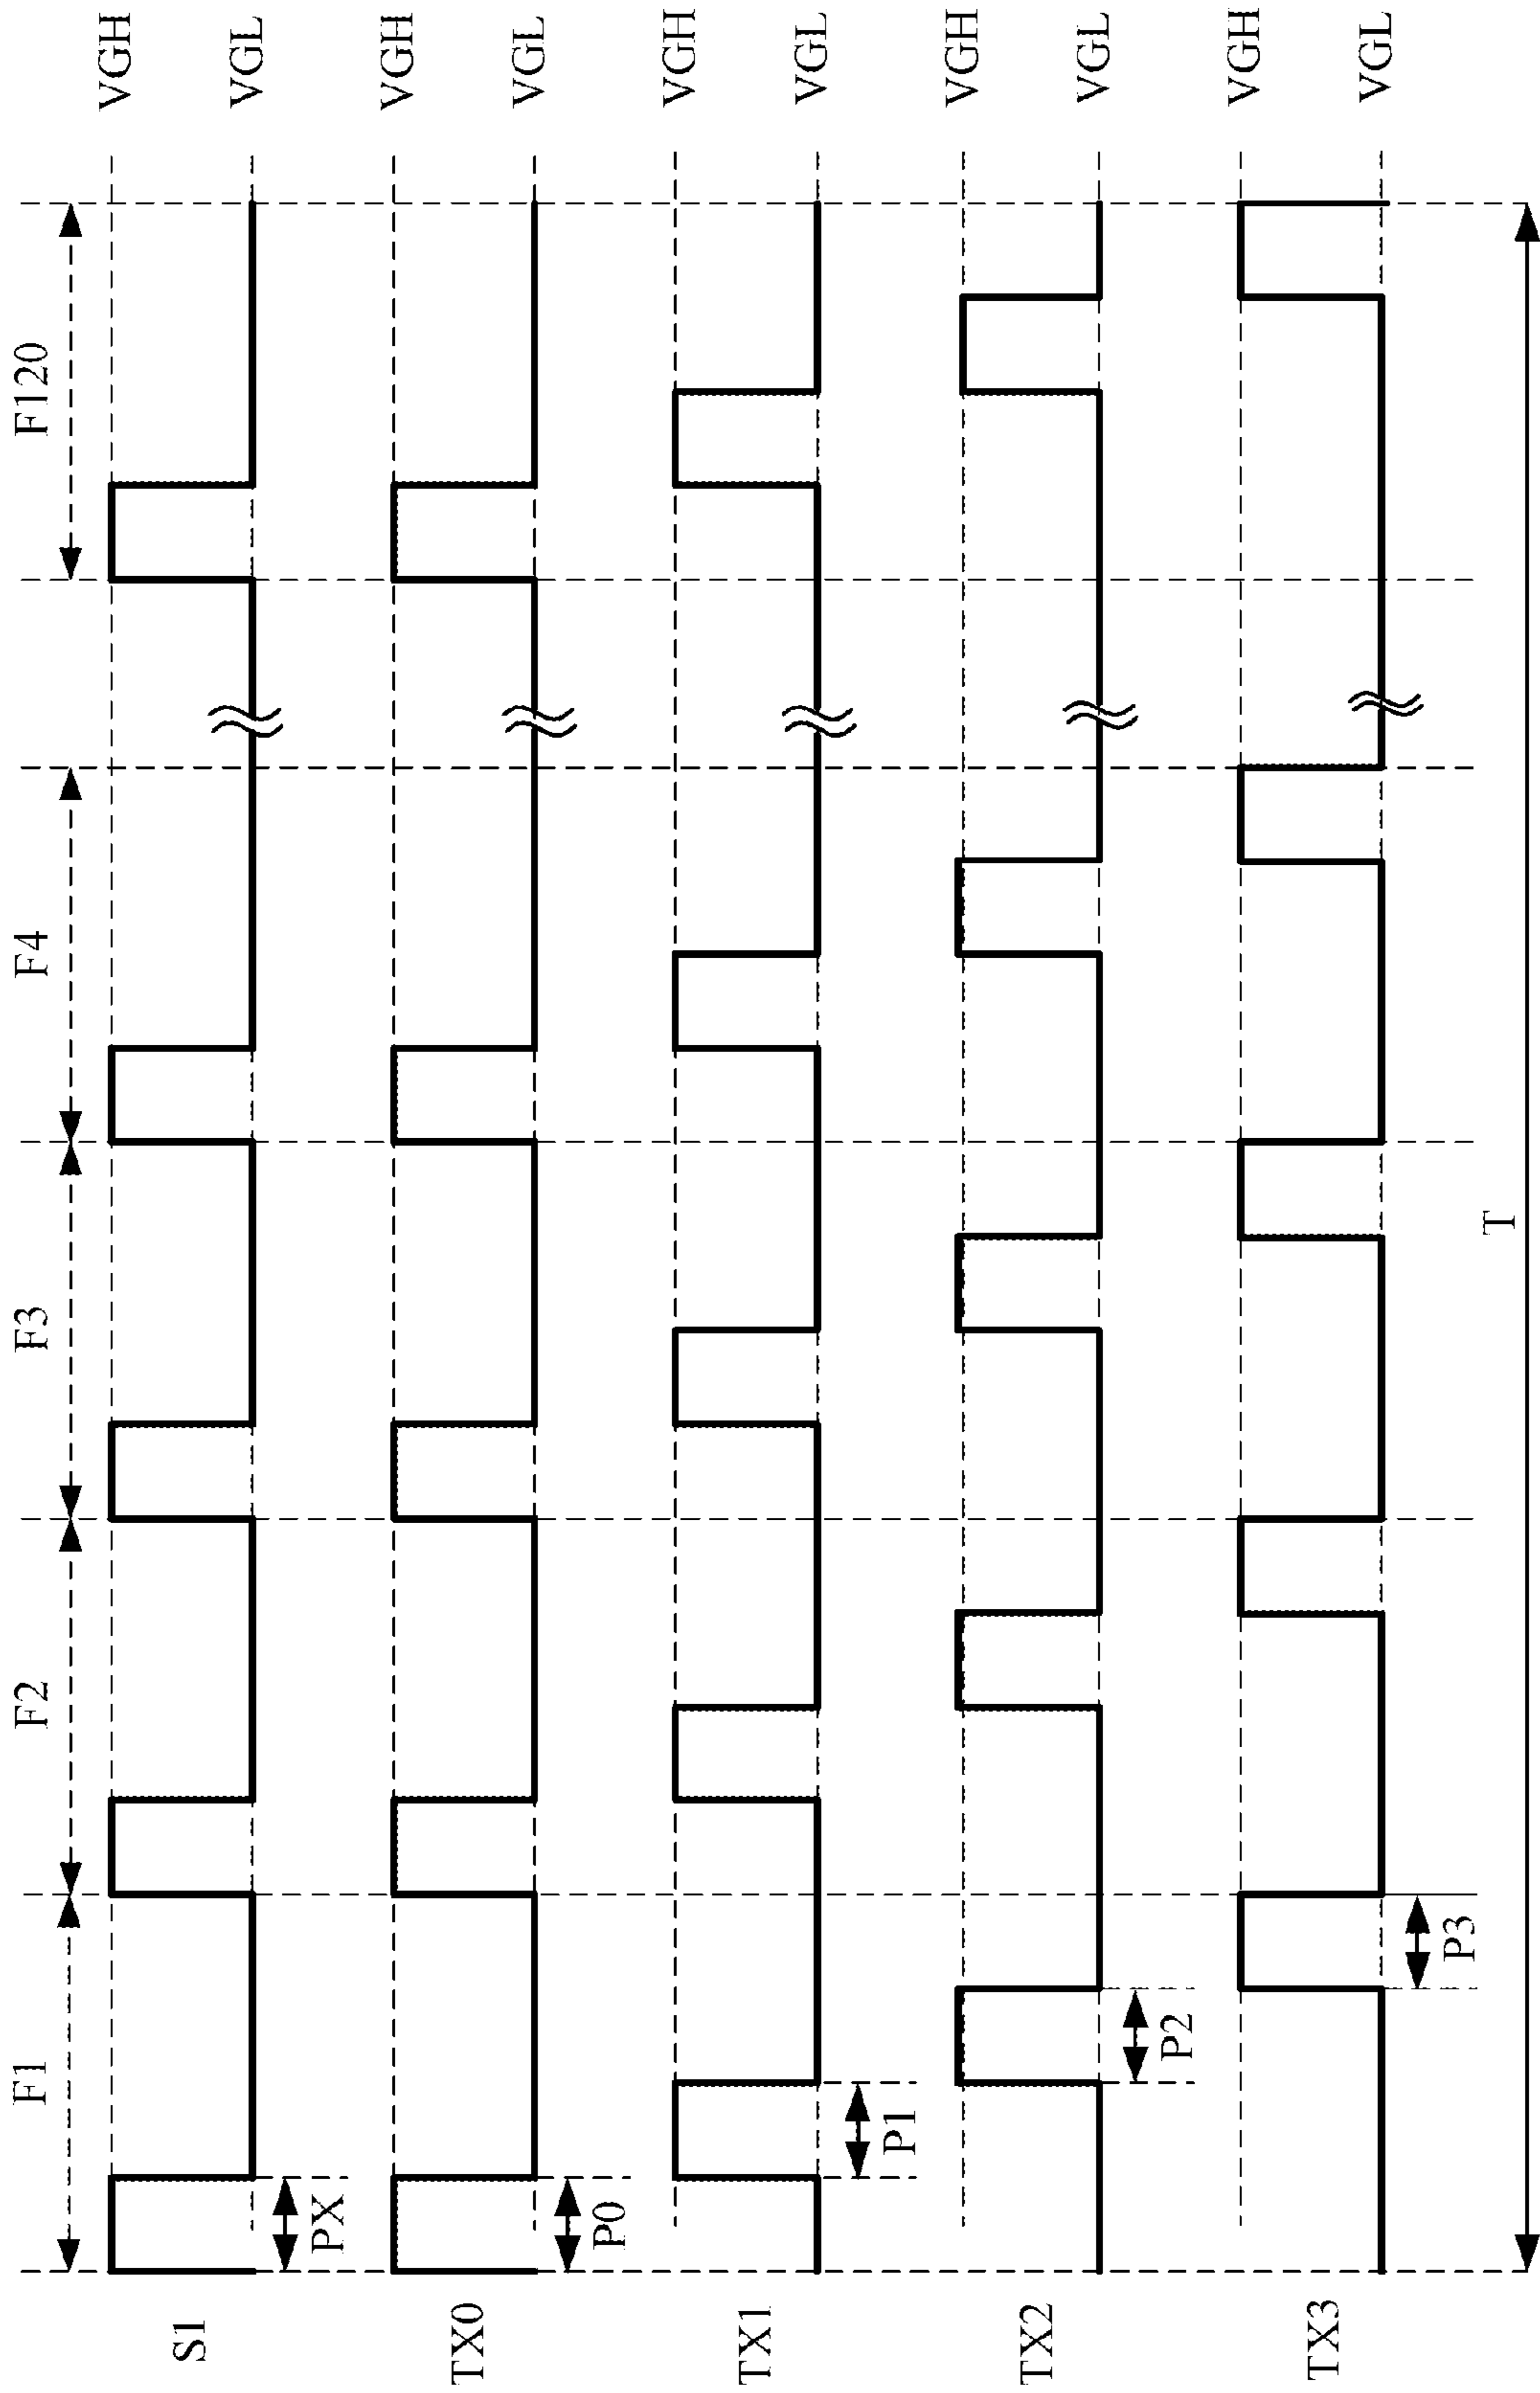 F1 F2 F3 F4 F120
S1 VGH
VGL
PX
TX0 VGH
VGL
P0
TX1 VGH
VGL
P1
TX2 VGH
VGL
P2
TX3 VGH
VGL
P3
T